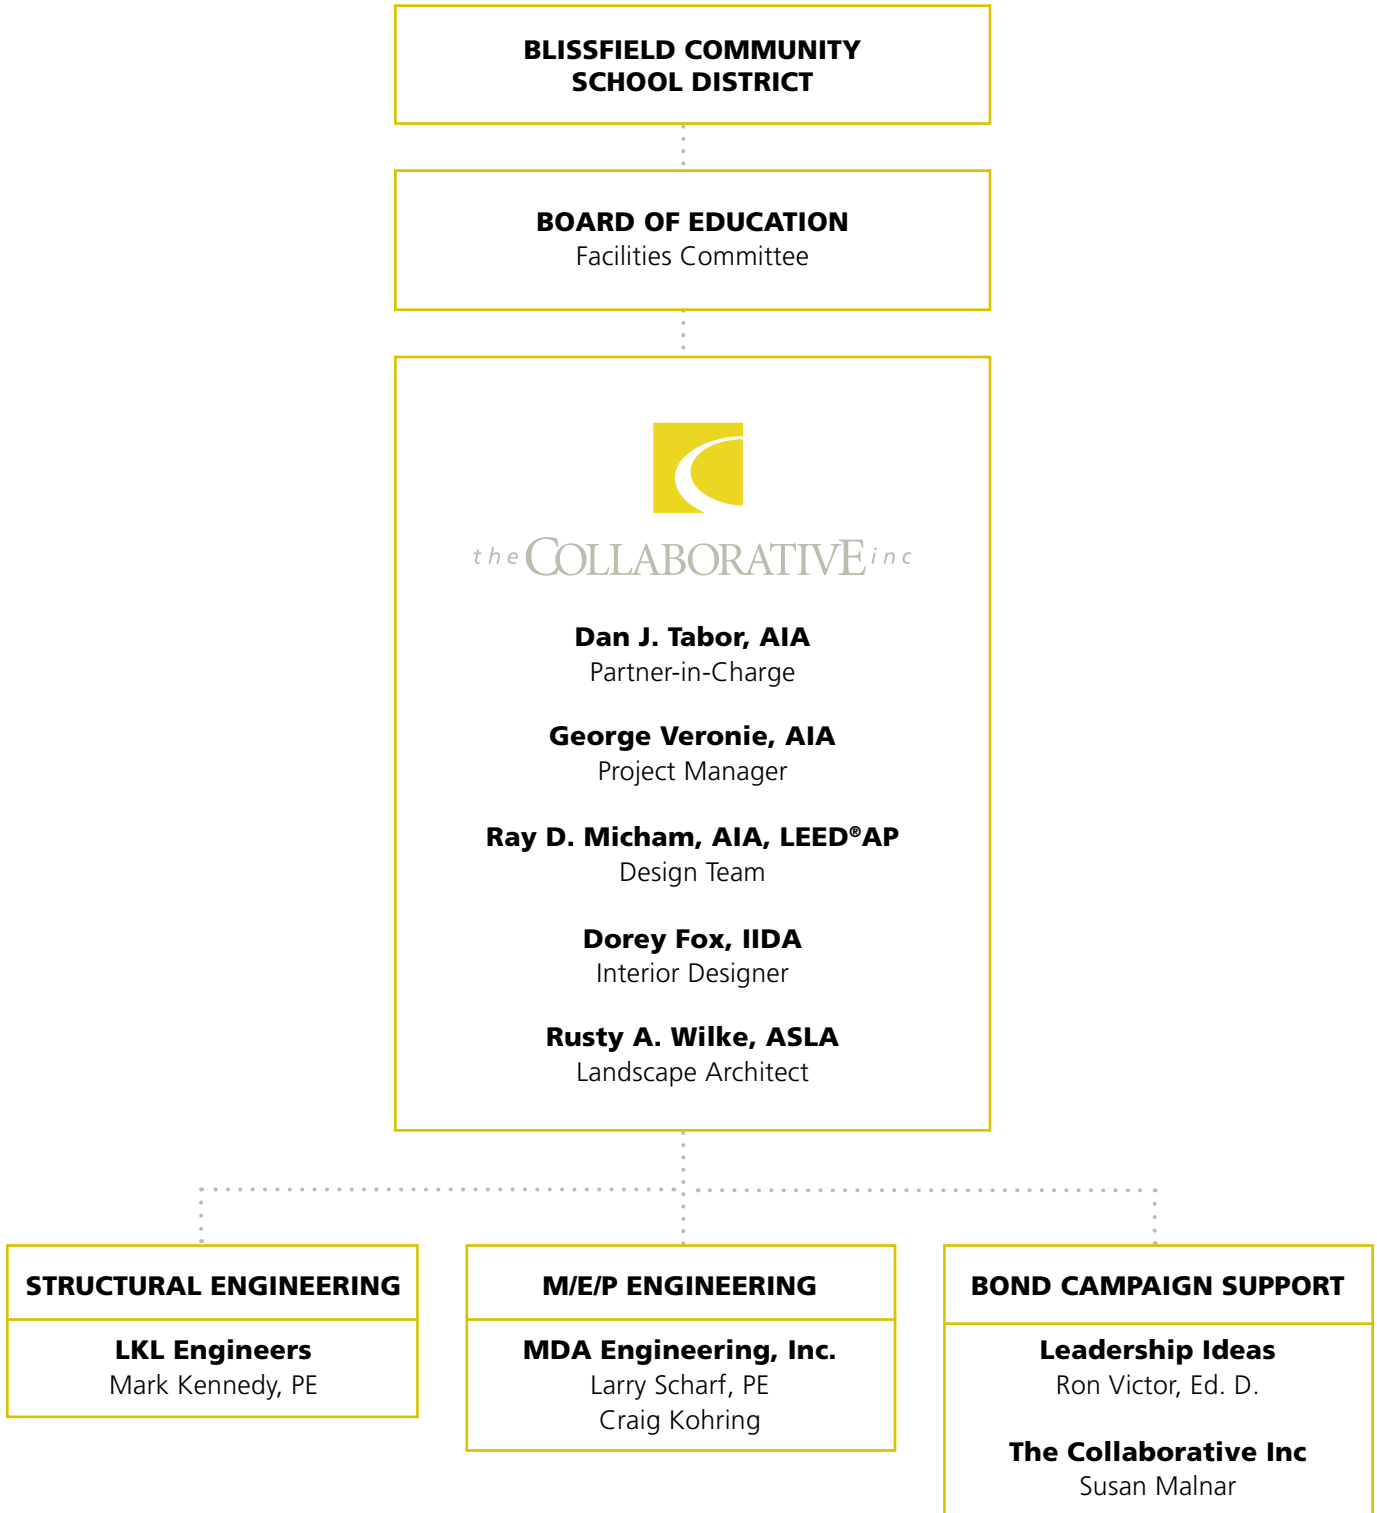 BLISSFIELD COMMUNITY
SCHOOL DISTRICT
BOARD OF EDUCATION
Facilities Committee
the COLLABORATIVE inc
Dan J. Tabor, AIA
Partner-in-Charge
George Veronie, AIA
Project Manager
Ray D. Micham, AIA, LEED®AP
Design Team
Dorey Fox, IIDA
Interior Designer
Rusty A. Wilke, ASLA
Landscape Architect
STRUCTURAL ENGINEERING
LKL Engineers
Mark Kennedy, PE
M/E/P ENGINEERING
MDA Engineering, Inc.
Larry Scharf, PE
Craig Kohring
BOND CAMPAIGN SUPPORT
Leadership Ideas
Ron Victor, Ed. D.
The Collaborative Inc
Susan Malnar